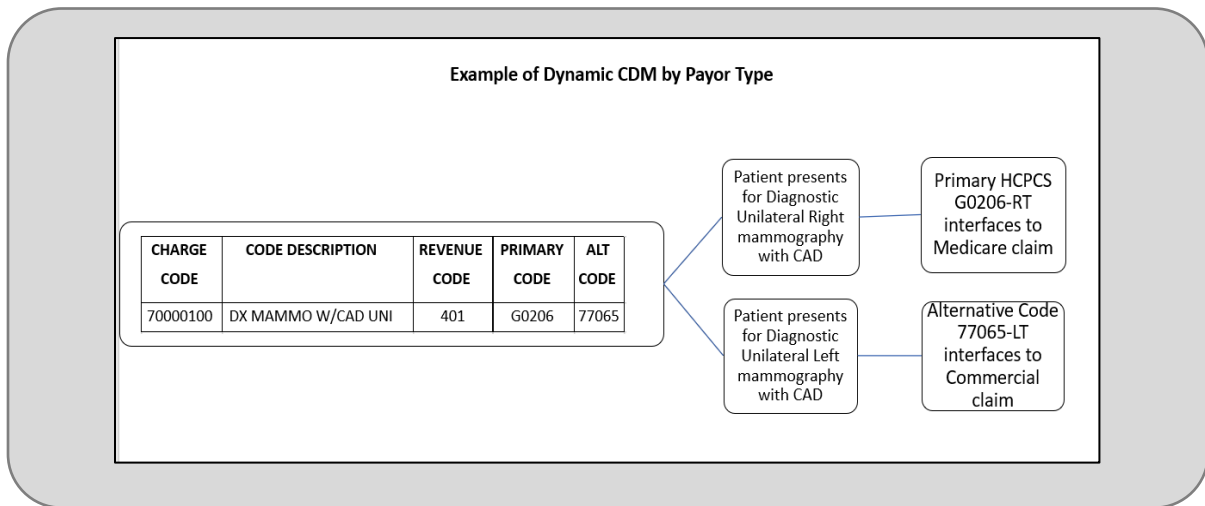 Example of Dynamic CDM by Payor Type
CHARGE CODE DESCRIPTION REVENUE PRIMARY ALT
CODE CODE CODE CODE
70000100 DX MAMMO W/CAD UNI 401 G0206 77065
Patient presents
for Diagnostic
Unilateral Right
mammography
with CAD
Primary HCPCS
G0206-RT
interfaces to
Medicare claim
Patient presents
for Diagnostic
Unilateral Left
mammography
with CAD
Alternative Code
77065-LT
interfaces to
Commercial
claim